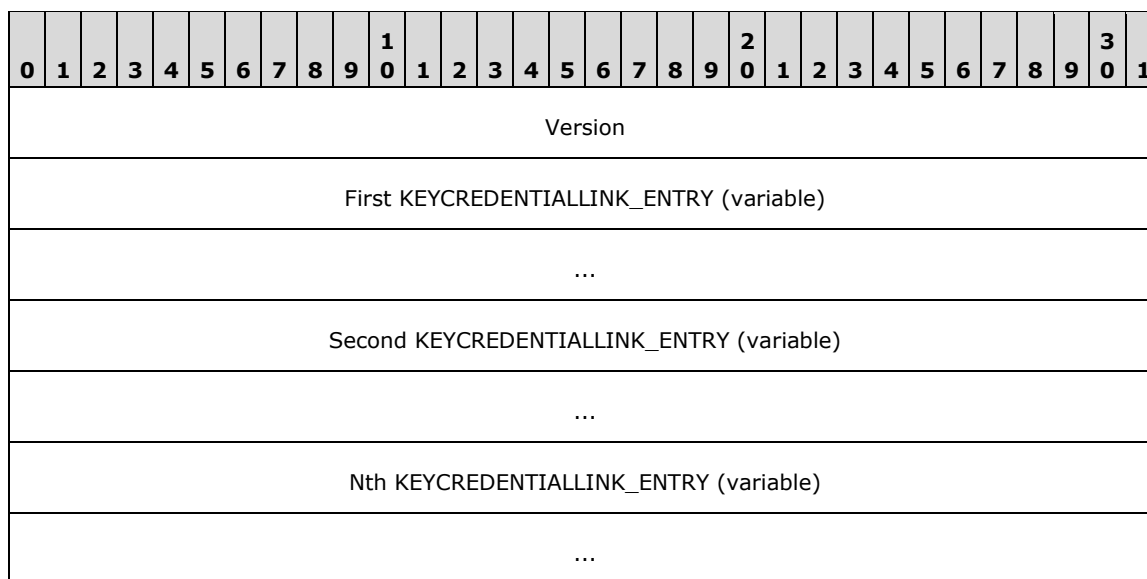 1 2 3
0 1 2 3 4 5 6 7 8 9 0 1 2 3 4 5 6 7 8 9 0 1 2 3 4 5 6 7 8 9 0 1
Version
First KEYCREDENTIALLINK_ENTRY (variable)
...
Second KEYCREDENTIALLINK_ENTRY (variable)
...
Nth KEYCREDENTIALLINK_ENTRY (variable)
...